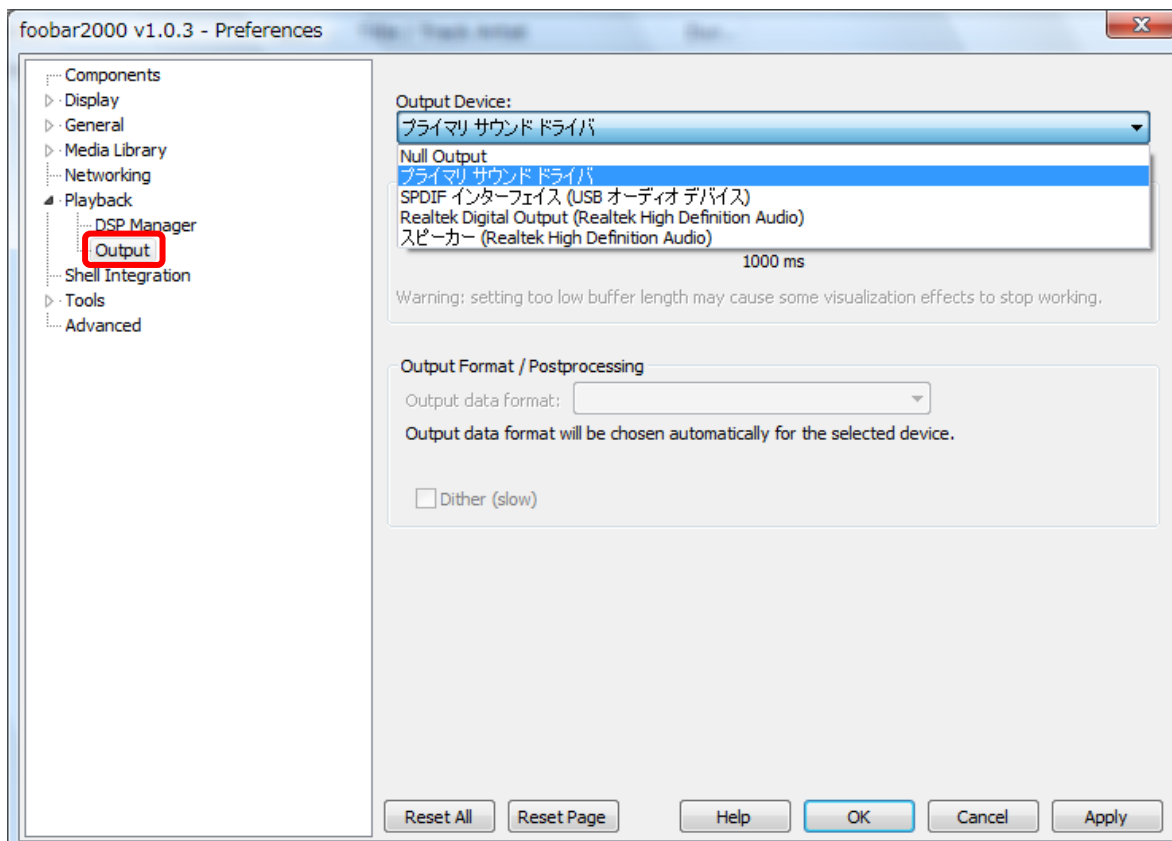 foobar2000 v1.0.3 - Preferences
Components
Display
General
Media Library
Networking
Playback
DSP Manager
Output
Shell Integration
Tools
Advanced
Output Device:
プライマリ サウンド ドライバ
Null Output
プライマリ サウンド ドライバ
SPDIF インターフェイス (USB オーディオ デバイス)
Realtek Digital Output (Realtek High Definition Audio)
スピーカー (Realtek High Definition Audio)
1000 ms
Warning: setting too low buffer length may cause some visualization effects to stop working.
Output Format / Postprocessing
Output data format:
Output data format will be chosen automatically for the selected device.
Dither (slow)
Reset All
Reset Page
Help
OK
Cancel
Apply